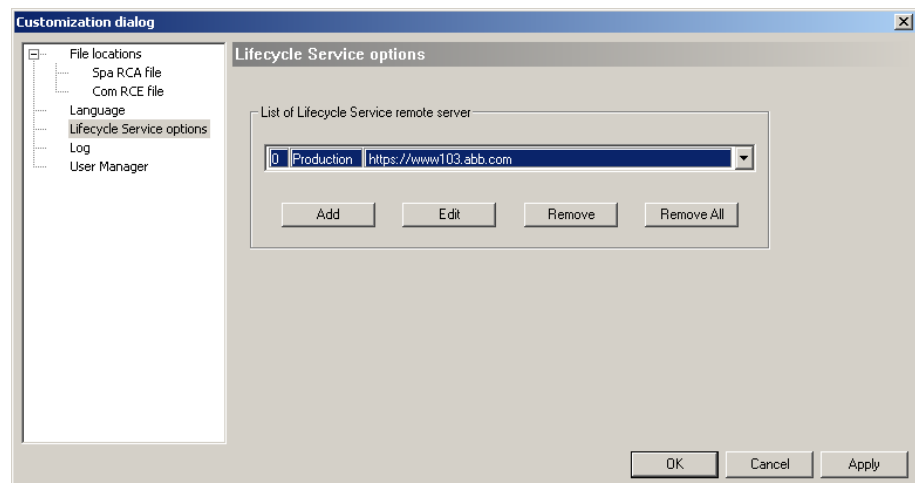 Customization dialog
File locations
Spa RCA file
Com RCE file
Language
Lifecycle Service options
Log
User Manager
Lifecycle Service options
List of Lifecycle Service remote server
0 Production https://www103.abb.com
Add Edit Remove Remove All
OK Cancel Apply